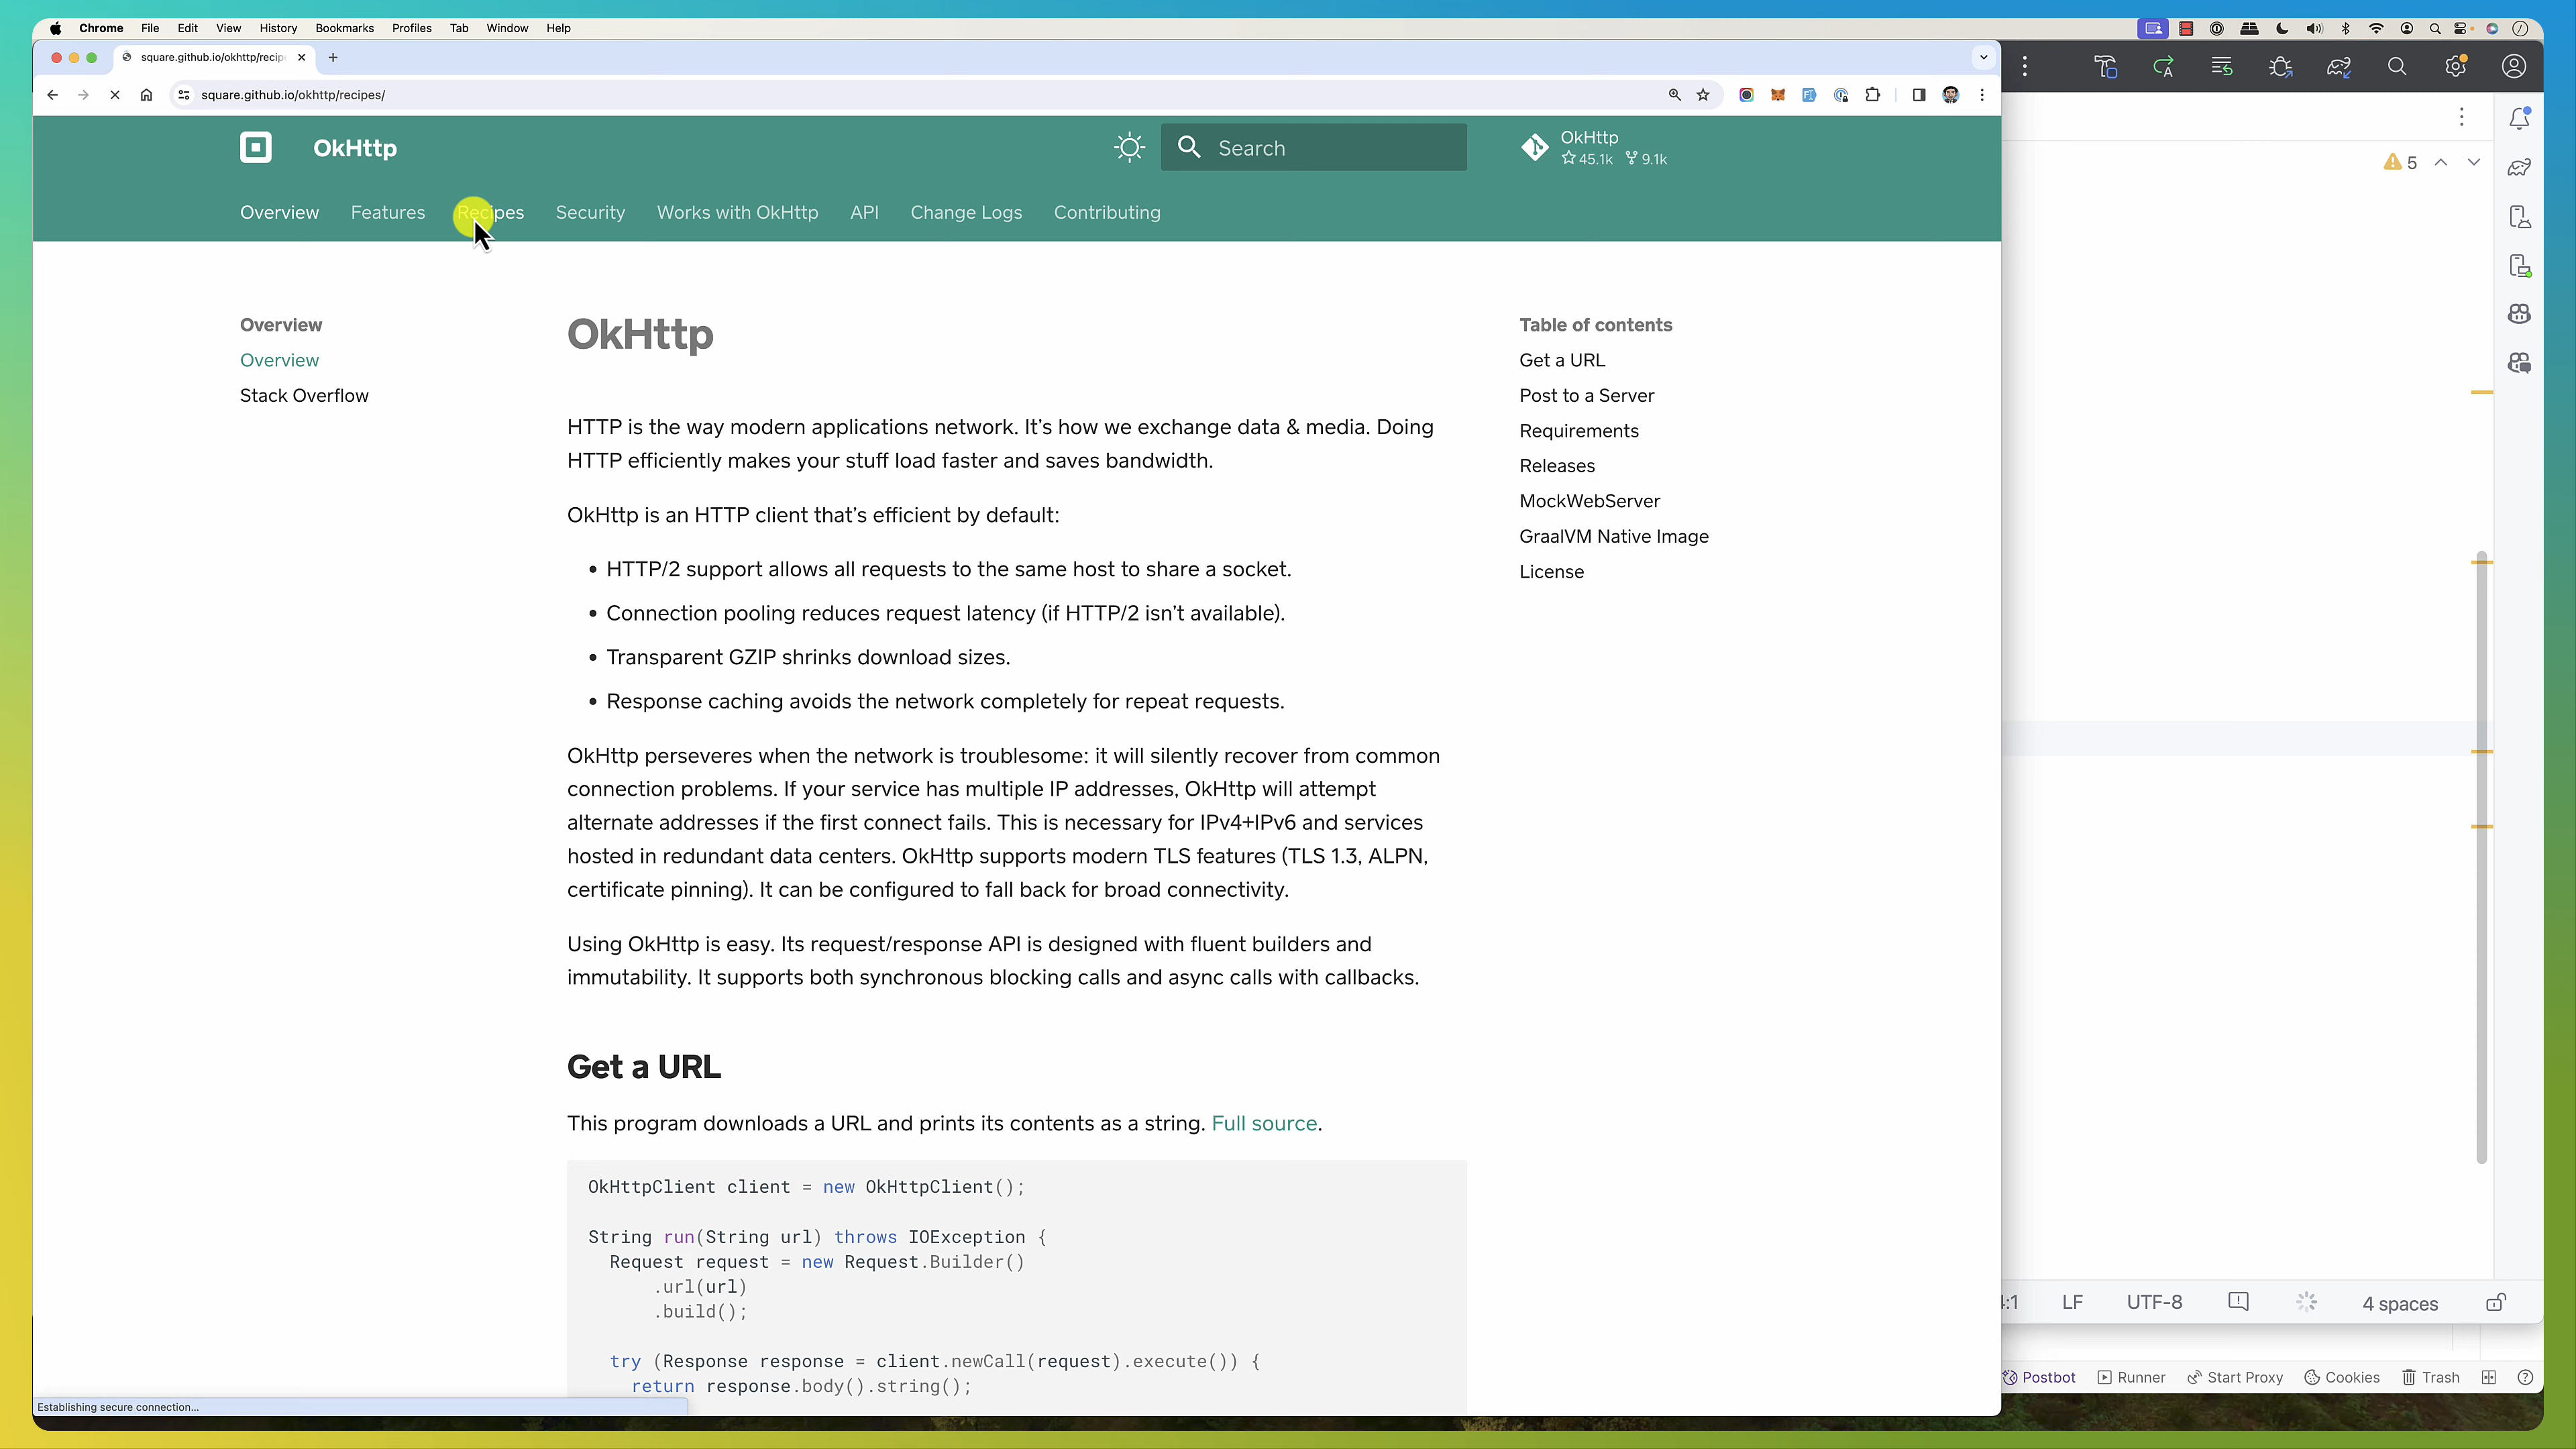 Chrome File Edit View History Bookmarks Profiles Tab Window Help
square.github.io/okhttp/recip
square.github.io/okhttp/recipes/
OkHttp
Search
OkHttp
45.1k 9.1k
Overview Features Recipes Security Works with OkHttp API Change Logs Contributing
5
Overview
Overview
Stack Overflow
OkHttp
HTTP is the way modern applications network. It’s how we exchange data & media. Doing
HTTP efficiently makes your stuff load faster and saves bandwidth.
OkHttp is an HTTP client that’s efficient by default:
• HTTP/2 support allows all requests to the same host to share a socket.
• Connection pooling reduces request latency (if HTTP/2 isn’t available).
• Transparent GZIP shrinks download sizes.
• Response caching avoids the network completely for repeat requests.
OkHttp perseveres when the network is troublesome: it will silently recover from common
connection problems. If your service has multiple IP addresses, OkHttp will attempt
alternate addresses if the first connect fails. This is necessary for IPv4+IPv6 and services
hosted in redundant data centers. OkHttp supports modern TLS features (TLS 1.3, ALPN,
certificate pinning). It can be configured to fall back for broad connectivity.
Using OkHttp is easy. Its request/response API is designed with fluent builders and
immutability. It supports both synchronous blocking calls and async calls with callbacks.
Get a URL
This program downloads a URL and prints its contents as a string. Full source.
OkHttpClient client = new OkHttpClient();
String run(String url) throws IOException {
Request request = new Request.Builder()
.url(url)
.build();
try (Response response = client.newCall(request).execute()) {
return response.body().string();
Table of contents
Get a URL
Post to a Server
Requirements
Releases
MockWebServer
GraalVM Native Image
License
:1 LF UTF-8 4 spaces
Postbot Runner Start Proxy Cookies Trash
Establishing secure connection...